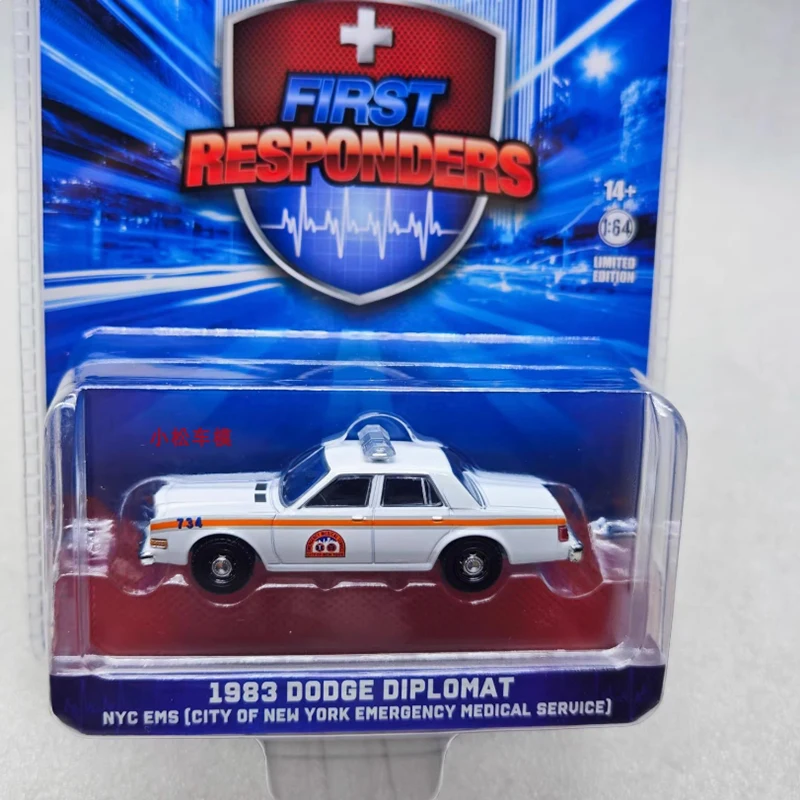 FIRST
RESPONDERS
14+
1:64
LIMITED
EDITION
小松车模
734
1983 DODGE DIPLOMAT
NYC EMS (CITY OF NEW YORK EMERGENCY MEDICAL SERVICE)